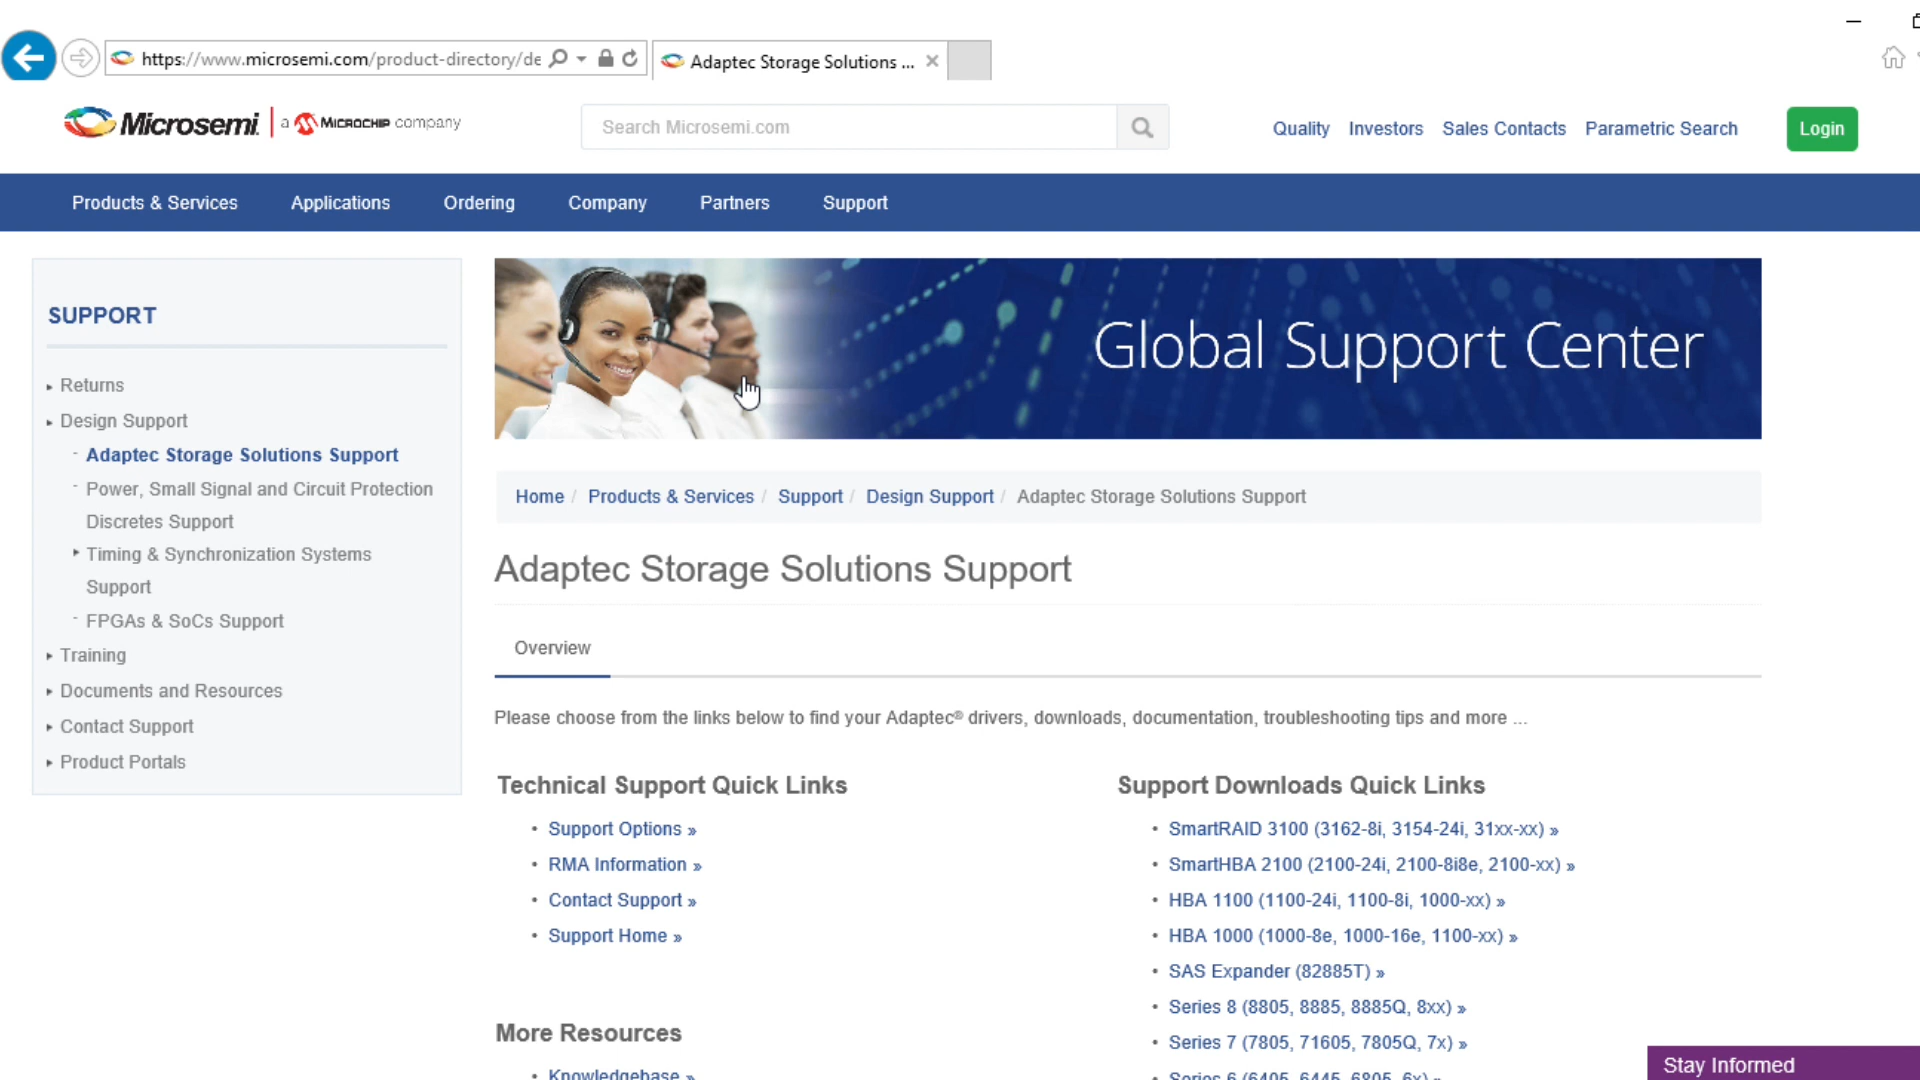 https://www.microsemi.com/product-directory/de
Adaptec Storage Solutions ...
Microsemi. a MICROCHIP company
Search Microsemi.com
Quality Investors Sales Contacts Parametric Search Login
Products & Services Applications Ordering Company Partners Support
SUPPORT
Returns
Design Support
Adaptec Storage Solutions Support
Power, Small Signal and Circuit Protection
Discretes Support
Timing & Synchronization Systems
Support
FPGAs & SoCs Support
Training
Documents and Resources
Contact Support
Product Portals
Global Support Center
Home / Products & Services / Support / Design Support / Adaptec Storage Solutions Support
Adaptec Storage Solutions Support
Overview
Please choose from the links below to find your Adaptec® drivers, downloads, documentation, troubleshooting tips and more ...
Technical Support Quick Links
• Support Options »
• RMA Information »
• Contact Support »
• Support Home »
More Resources
• Knowledgebase »
Support Downloads Quick Links
• SmartRAID 3100 (3162-8i, 3154-24i, 31xx-xx) »
• SmartHBA 2100 (2100-24i, 2100-8i8e, 2100-xx) »
• HBA 1100 (1100-24i, 1100-8i, 1000-xx) »
• HBA 1000 (1000-8e, 1000-16e, 1100-xx) »
• SAS Expander (82885T) »
• Series 8 (8805, 8885, 8885Q, 8xx) »
• Series 7 (7805, 71605, 7805Q, 7x) »
• Series 6 (6405, 6445, 6805, 6x) »
Stay Informed